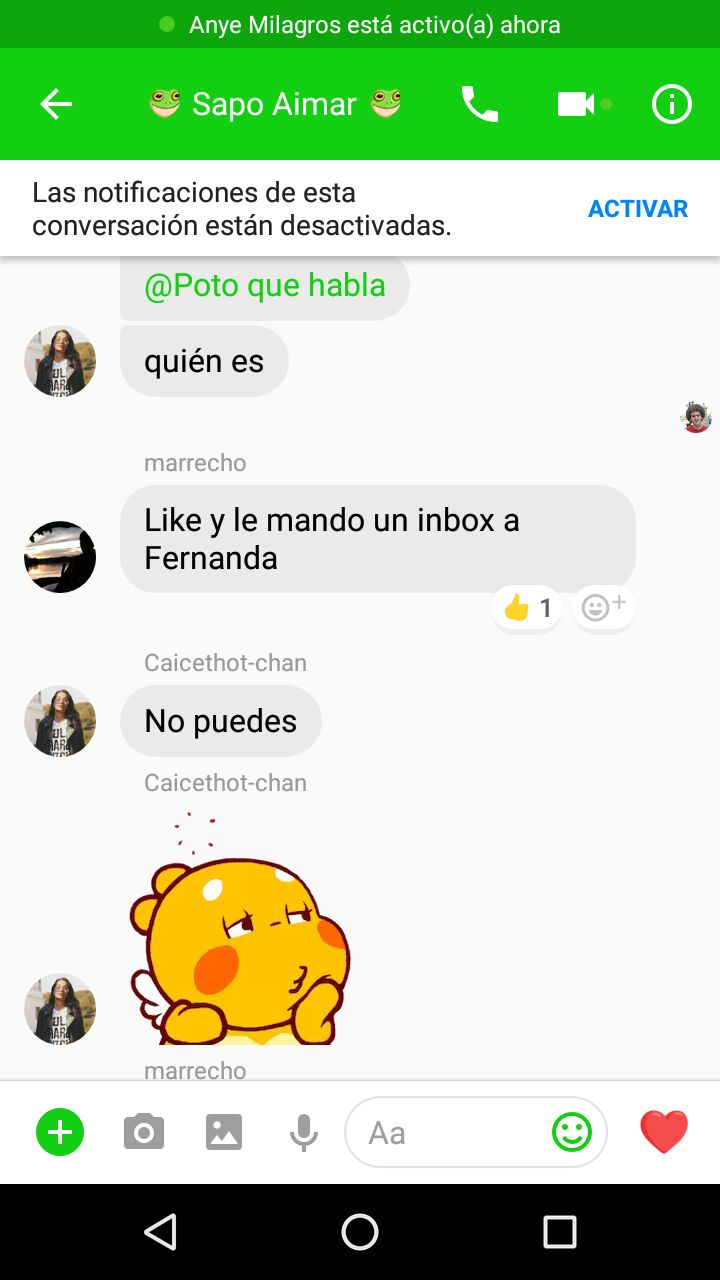 Anye Milagros está activo(a) ahora
🐸 Sapo Aimar 🐸
Las notificaciones de esta
conversación están desactivadas.
ACTIVAR
@Poto que habla
quién es
marrecho
Like y le mando un inbox a
Fernanda
👍 1
Caicethot-chan
No puedes
Caicethot-chan
marrecho
Aa